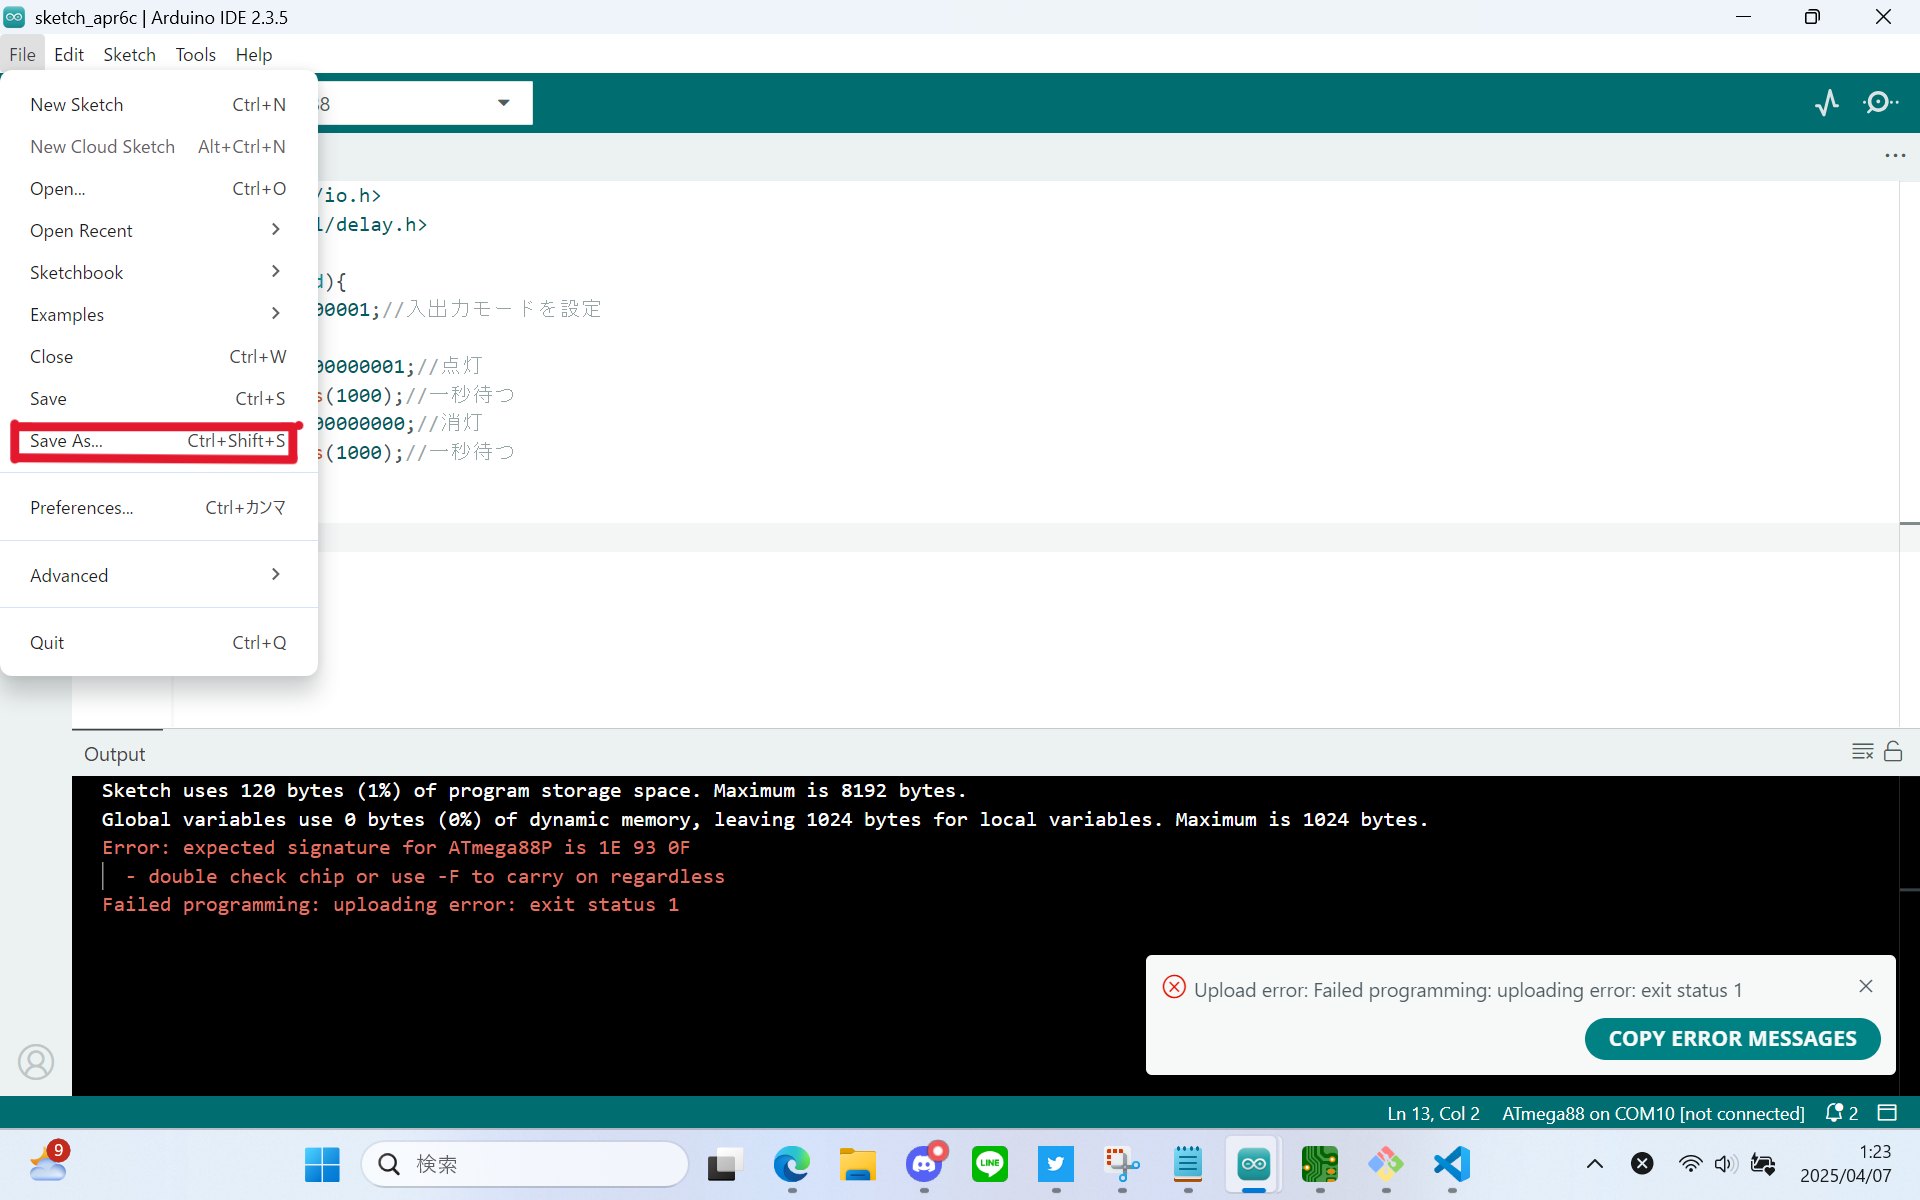 sketch_apr6c | Arduino IDE 2.3.5
File Edit Sketch Tools Help
New Sketch Ctrl+N
New Cloud Sketch Alt+Ctrl+N
Open... Ctrl+O
Open Recent
Sketchbook
Examples
Close Ctrl+W
Save Ctrl+S
Save As... Ctrl+Shift+S
Preferences... Ctrl+カンマ
Advanced
Quit Ctrl+Q
8
/io.h>
l/delay.h>
d){
00001;//入出力モードを設定
00000001;//点灯
s(1000);//一秒待つ
00000000;//消灯
s(1000);//一秒待つ
Output
Sketch uses 120 bytes (1%) of program storage space. Maximum is 8192 bytes.
Global variables use 0 bytes (0%) of dynamic memory, leaving 1024 bytes for local variables. Maximum is 1024 bytes.
Error: expected signature for ATmega88P is 1E 93 0F
- double check chip or use -F to carry on regardless
Failed programming: uploading error: exit status 1
Upload error: Failed programming: uploading error: exit status 1
COPY ERROR MESSAGES
Ln 13, Col 2 ATmega88 on COM10 [not connected] 2
9
検索
LINE
1:23
2025/04/07